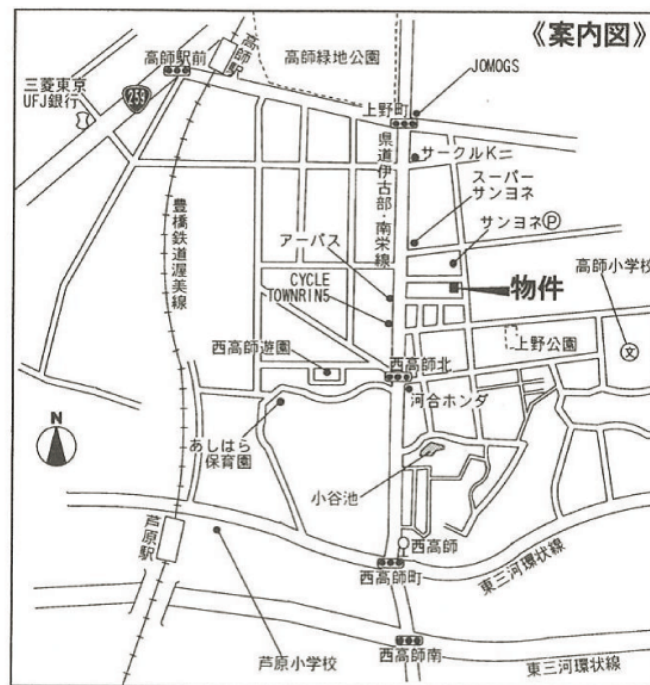 《案内図》
高師駅前
高師駅
高師緑地公園
JOMOGS
三菱東京
UFJ銀行
259
上野町
サークルK
県道伊古部・南栄線
スーパー
サンヨネ
サンヨネⓅ
豊橋鉄道渥美線
アーバス
高師小学校
CYCLE
TOWNRIN5
物件
文
上野公園
西高師遊園
西高師北
河合ホンダ
N
あしはら
保育園
小谷池
芦原駅
西高師
西高師町
東三河環状線
芦原小学校
西高師南
東三河環状線